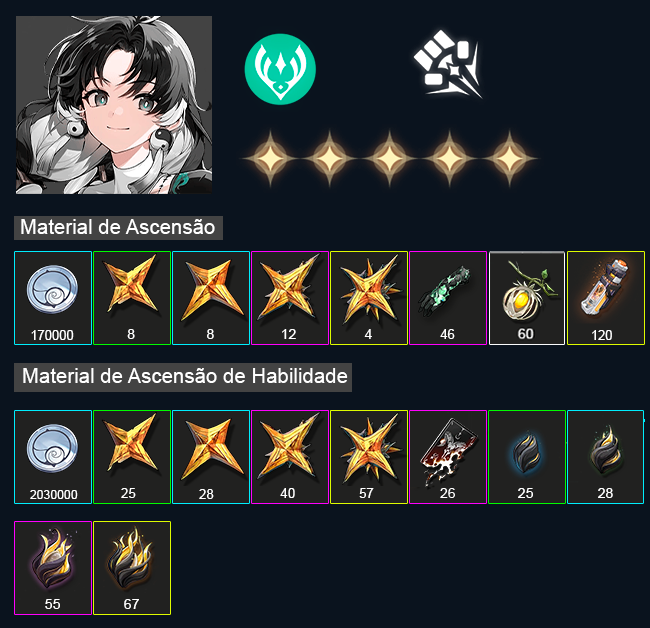 Material de Ascensão
170000 8 8 12 4 46 60 120
Material de Ascensão de Habilidade
2030000 25 28 40 57 26 25 28
55 67